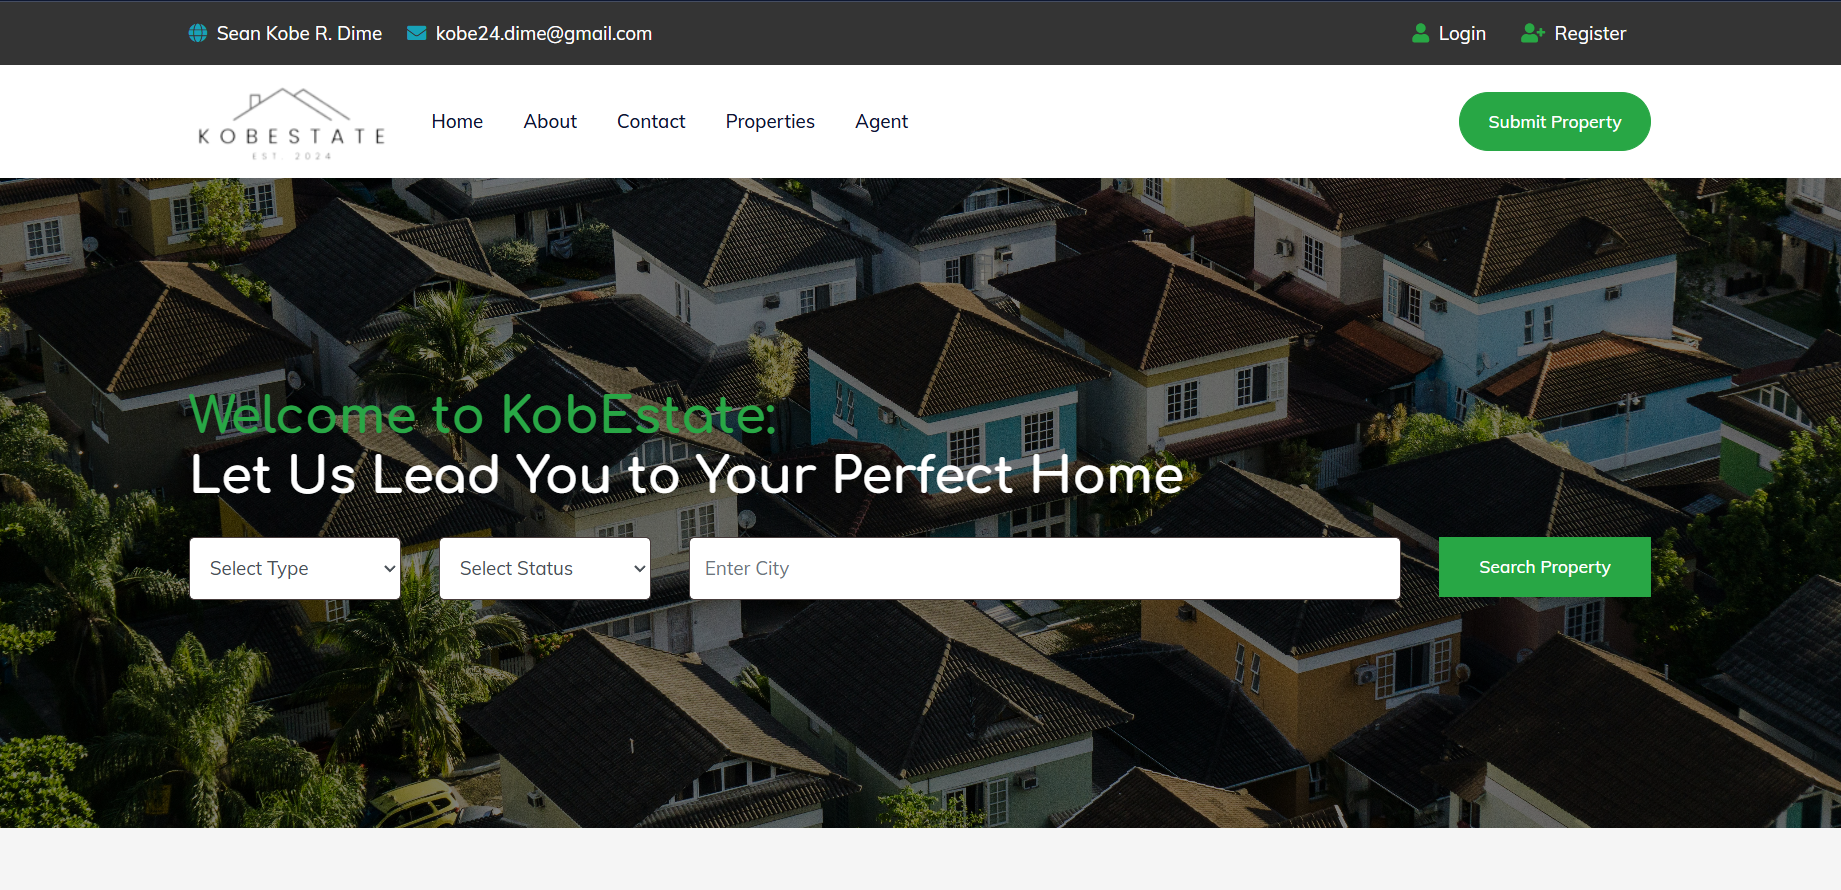 Sean Kobe R. Dime kobe24.dime@gmail.com Login Register
KOBESTATE
EST. 2024
Home About Contact Properties Agent Submit Property
Welcome to KobEstate:
Let Us Lead You to Your Perfect Home
Select Type Select Status Enter City Search Property